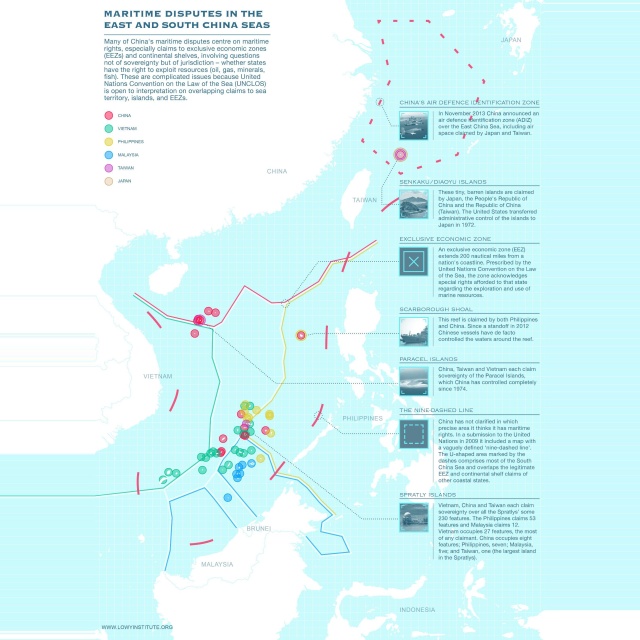 MARITIME DISPUTES IN THE
EAST AND SOUTH CHINA SEAS
Many of China's maritime disputes centre on maritime
rights, especially claims to exclusive economic zones
(EEZs) and continental shelves, involving questions
not of sovereignty but of jurisdiction – whether states
have the right to exploit resources (oil, gas, minerals,
fish). These are complicated issues because United
Nations Convention on the Law of the Sea (UNCLOS)
is open to interpretation on overlapping claims to sea
territory, islands, and EEZs.
CHINA
VIETNAM
PHILIPPINES
MALAYSIA
TAIWAN
JAPAN
JAPAN
CHINA
TAIWAN
VIETNAM
PHILIPPINES
BRUNEI
MALAYSIA
INDONESIA
CHINA'S AIR DEFENCE IDENTIFICATION ZONE
In November 2013 China announced an
air defence identification zone (ADIZ)
over the East China Sea, including air
space claimed by Japan and Taiwan.
SENKAKU/DIAOYU ISLANDS
These tiny, barren islands are claimed
by Japan, the People's Republic of
China and the Republic of China
(Taiwan). The United States transferred
administrative control of the islands to
Japan in 1972.
EXCLUSIVE ECONOMIC ZONE
An exclusive economic zone (EEZ)
extends 200 nautical miles from a
nation's coastline. Prescribed by the
United Nations Convention on the Law
of the Sea, the zone acknowledges
special rights afforded to that state
regarding the exploration and use of
marine resources.
SCARBOROUGH SHOAL
This reef is claimed by both Philippines
and China. Since a standoff in 2012
Chinese vessels have de facto
controlled the waters around the reef.
PARACEL ISLANDS
China, Taiwan and Vietnam each claim
sovereignty of the Paracel Islands,
which China has controlled completely
since 1974.
THE NINE-DASHED LINE
China has not clarified in which
precise area it thinks it has maritime
rights. In a submission to the United
Nations in 2009 it included a map with
a vaguely defined 'nine-dashed line'.
The U-shaped area marked by the
dashes comprises most of the South
China Sea and overlaps the legitimate
EEZ and continental shelf claims of
other coastal states.
SPRATLY ISLANDS
Vietnam, China and Taiwan each claim
sovereignty over all the Spratlys' some
230 features. The Philippines claims 53
features and Malaysia claims 12.
Vietnam occupies 27 features, the most
of any claimant, China occupies eight
features; Philippines, seven; Malaysia,
five; and Taiwan, one (the largest island
in the Spratlys).
WWW.LOWYINSTITUTE.ORG